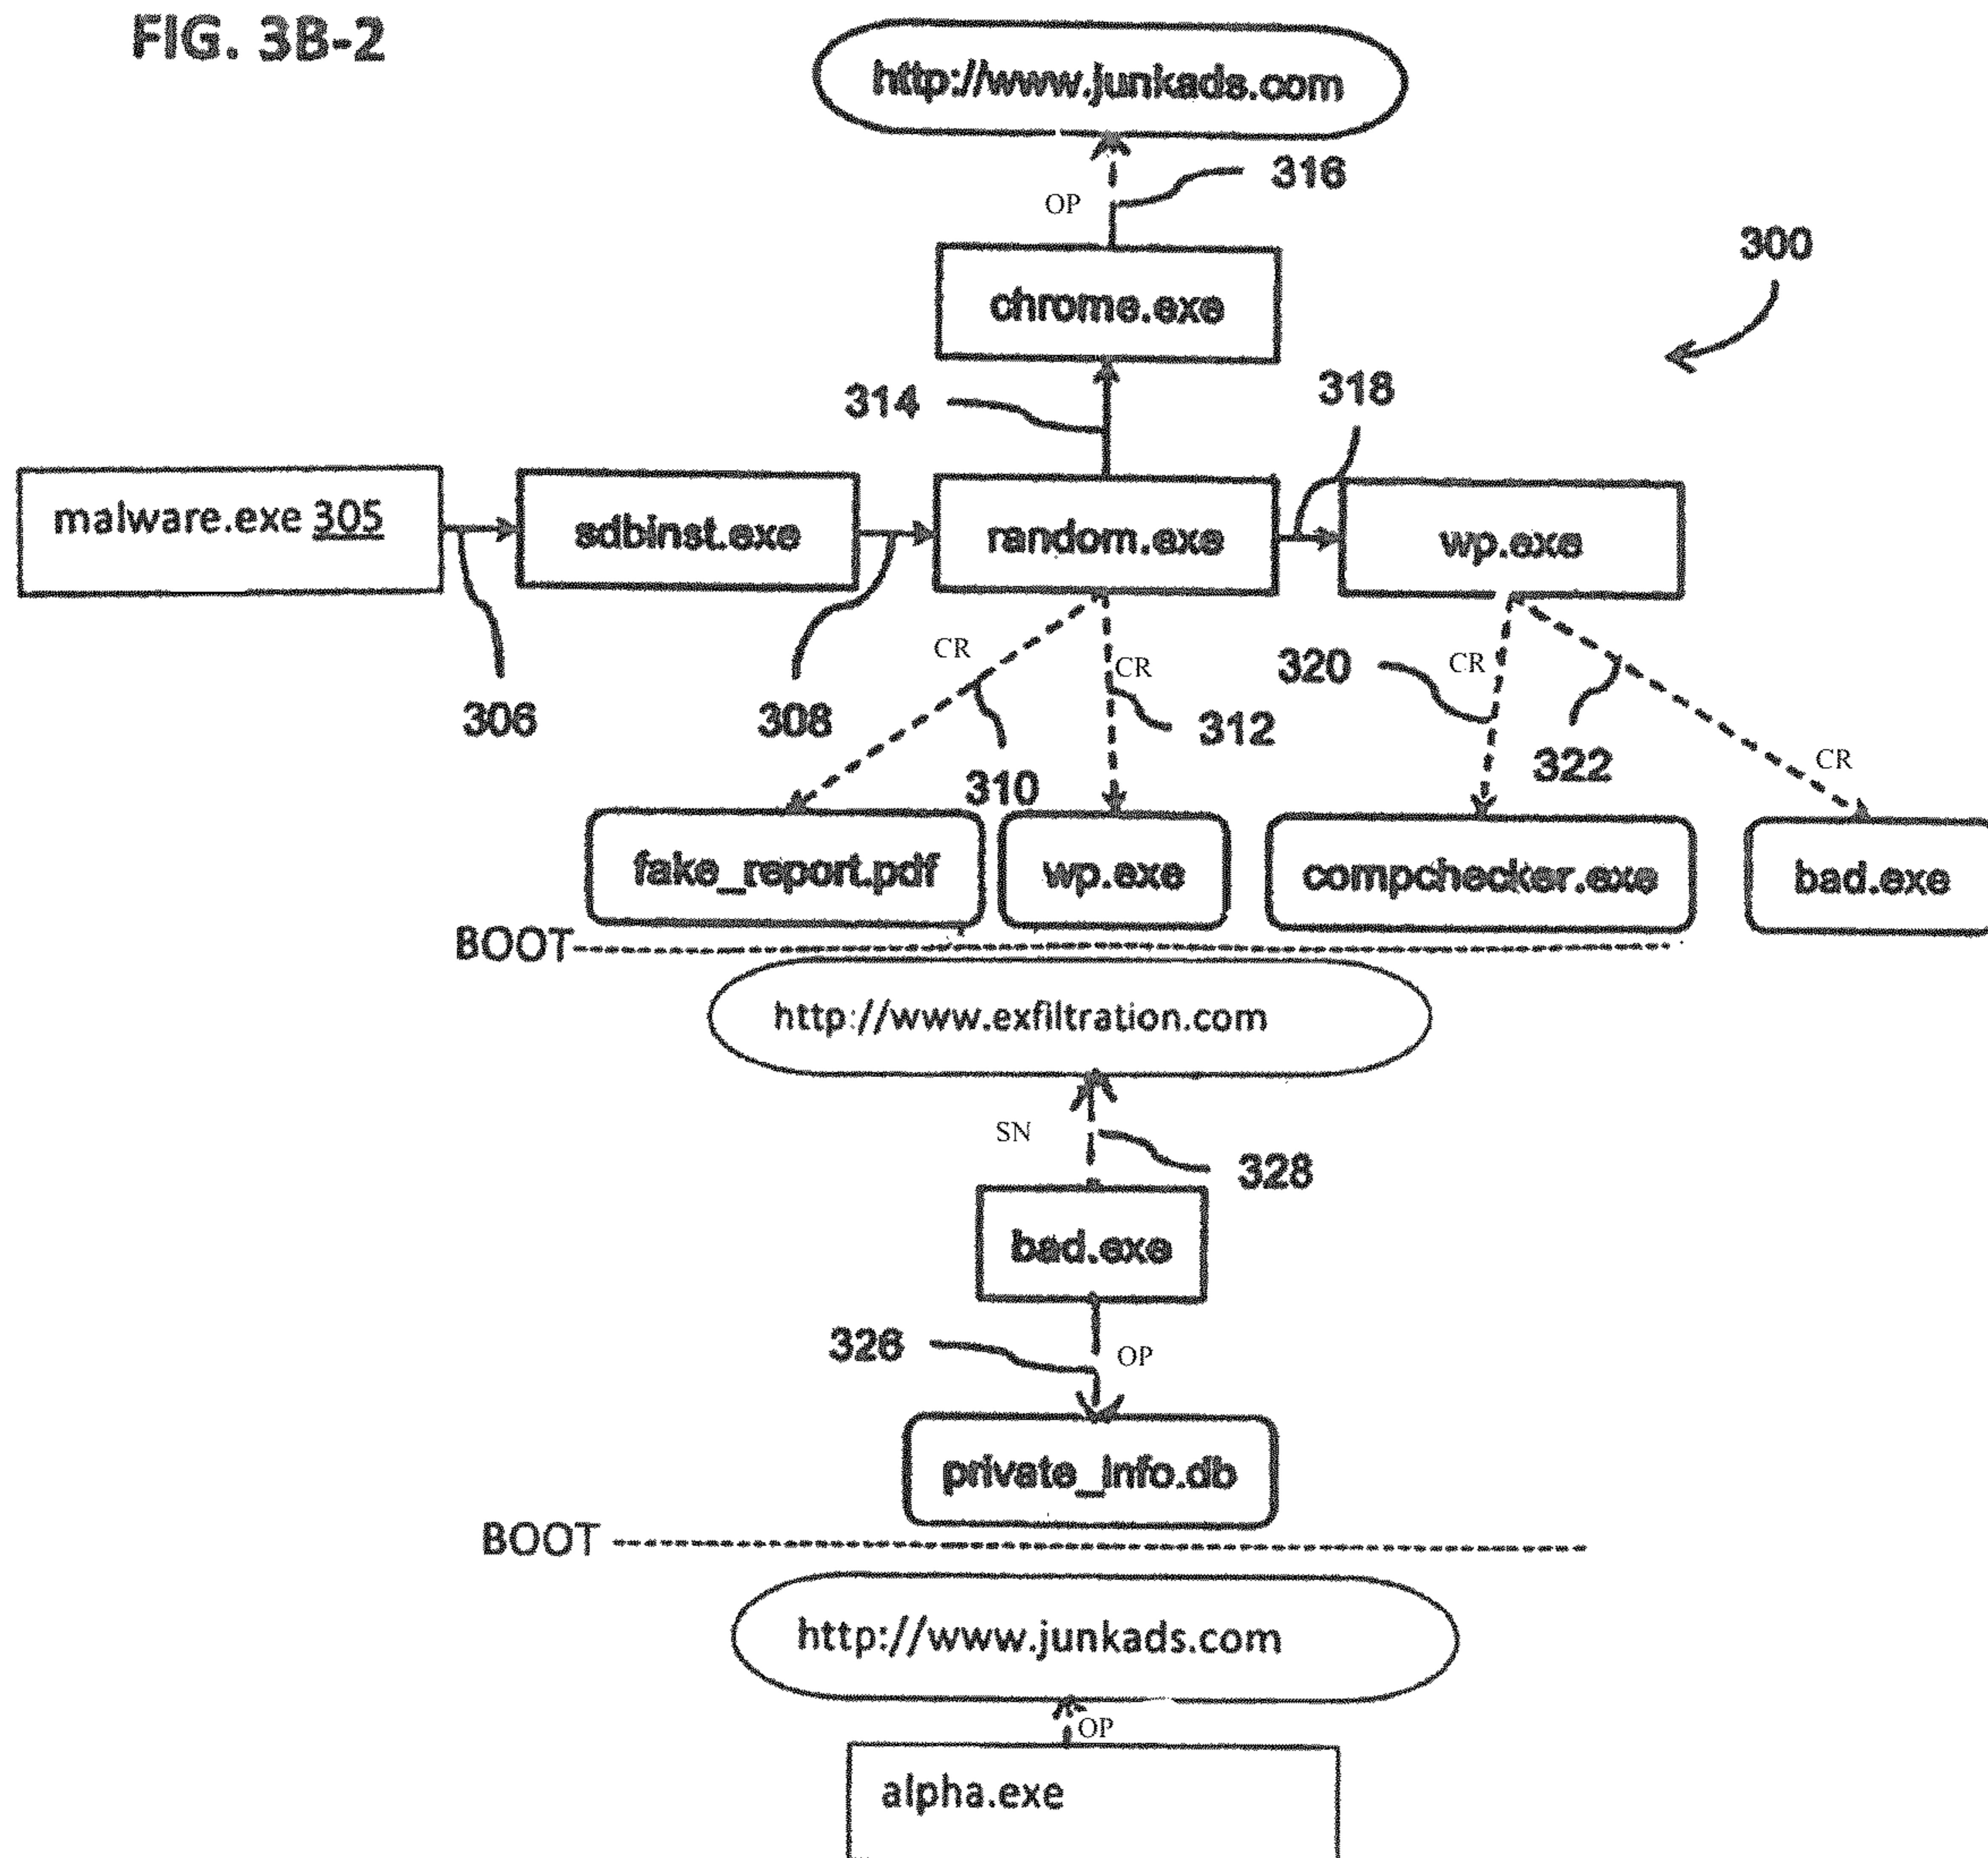 FIG. 3B-2
http://www.junkads.com
316
OP
300
chrome.exe
314
318
malware.exe 305
sdbinst.exe
random.exe
wp.exe
CR
CR
320
CR
306
308
312
310
322
CR
fake_report.pdf
wp.exe
compchecker.exe
bad.exe
BOOT
http://www.exfiltration.com
SN
328
bad.exe
326
OP
private_info.db
BOOT
http://www.junkads.com
OP
alpha.exe